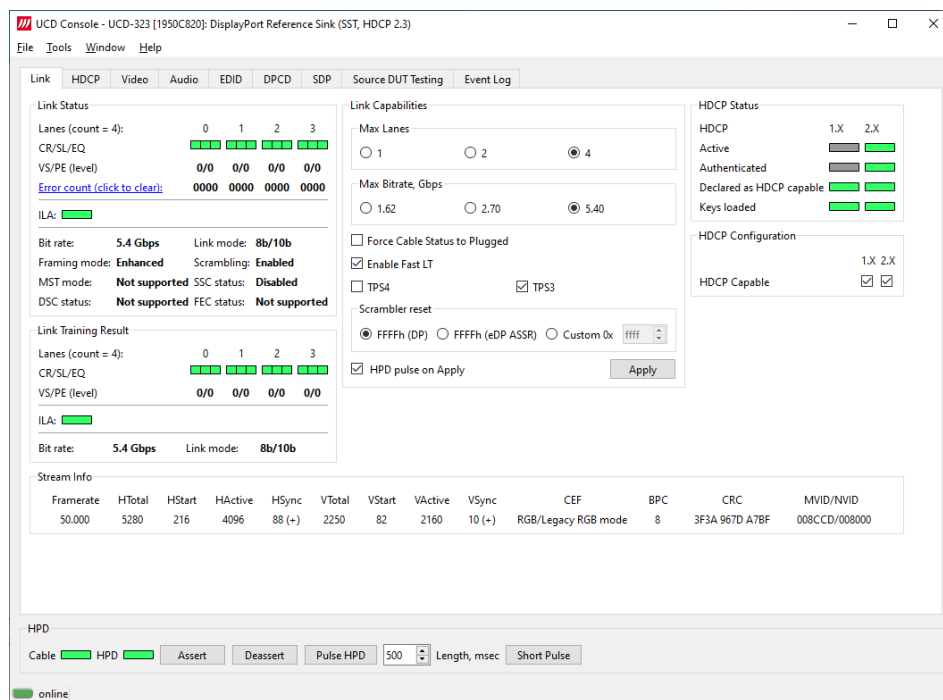 UCD Console - UCD-323 [1950C820]: DisplayPort Reference Sink (SST, HDCP 2.3)
File Tools Window Help
Link HDCP Video Audio EDID DPCD SDP Source DUT Testing Event Log
Link Status
Lanes (count = 4): 0 1 2 3
CR/SL/EQ
VS/PE (level) 0/0 0/0 0/0 0/0
Error count (click to clear): 0000 0000 0000 0000
ILA:
Bit rate: 5.4 Gbps Link mode: 8b/10b
Framing mode: Enhanced Scrambling: Enabled
MST mode: Not supported SSC status: Disabled
DSC status: Not supported FEC status: Not supported
Link Training Result
Lanes (count = 4): 0 1 2 3
CR/SL/EQ
VS/PE (level) 0/0 0/0 0/0 0/0
ILA:
Bit rate: 5.4 Gbps Link mode: 8b/10b
Link Capabilities
Max Lanes
1 2 4
Max Bitrate, Gbps
1.62 2.70 5.40
Force Cable Status to Plugged
Enable Fast LT
TPS4 TPS3
Scrambler reset
FFFFh (DP) FFFFh (eDP ASSR) Custom 0x ffff
HPD pulse on Apply Apply
HDCP Status
HDCP 1.X 2.X
Active
Authenticated
Declared as HDCP capable
Keys loaded
HDCP Configuration
1.X 2.X
HDCP Capable
Stream Info
Framerate HTotal HStart HActive HSync VTotal VStart VActive VSync CEF BPC CRC MVID/NVID
50.000 5280 216 4096 88 (+) 2250 82 2160 10 (+) RGB/Legacy RGB mode 8 3F3A 967D A7BF 008CCD/008000
HPD
Cable HPD Assert Deassert Pulse HPD 500 Length, msec Short Pulse
online